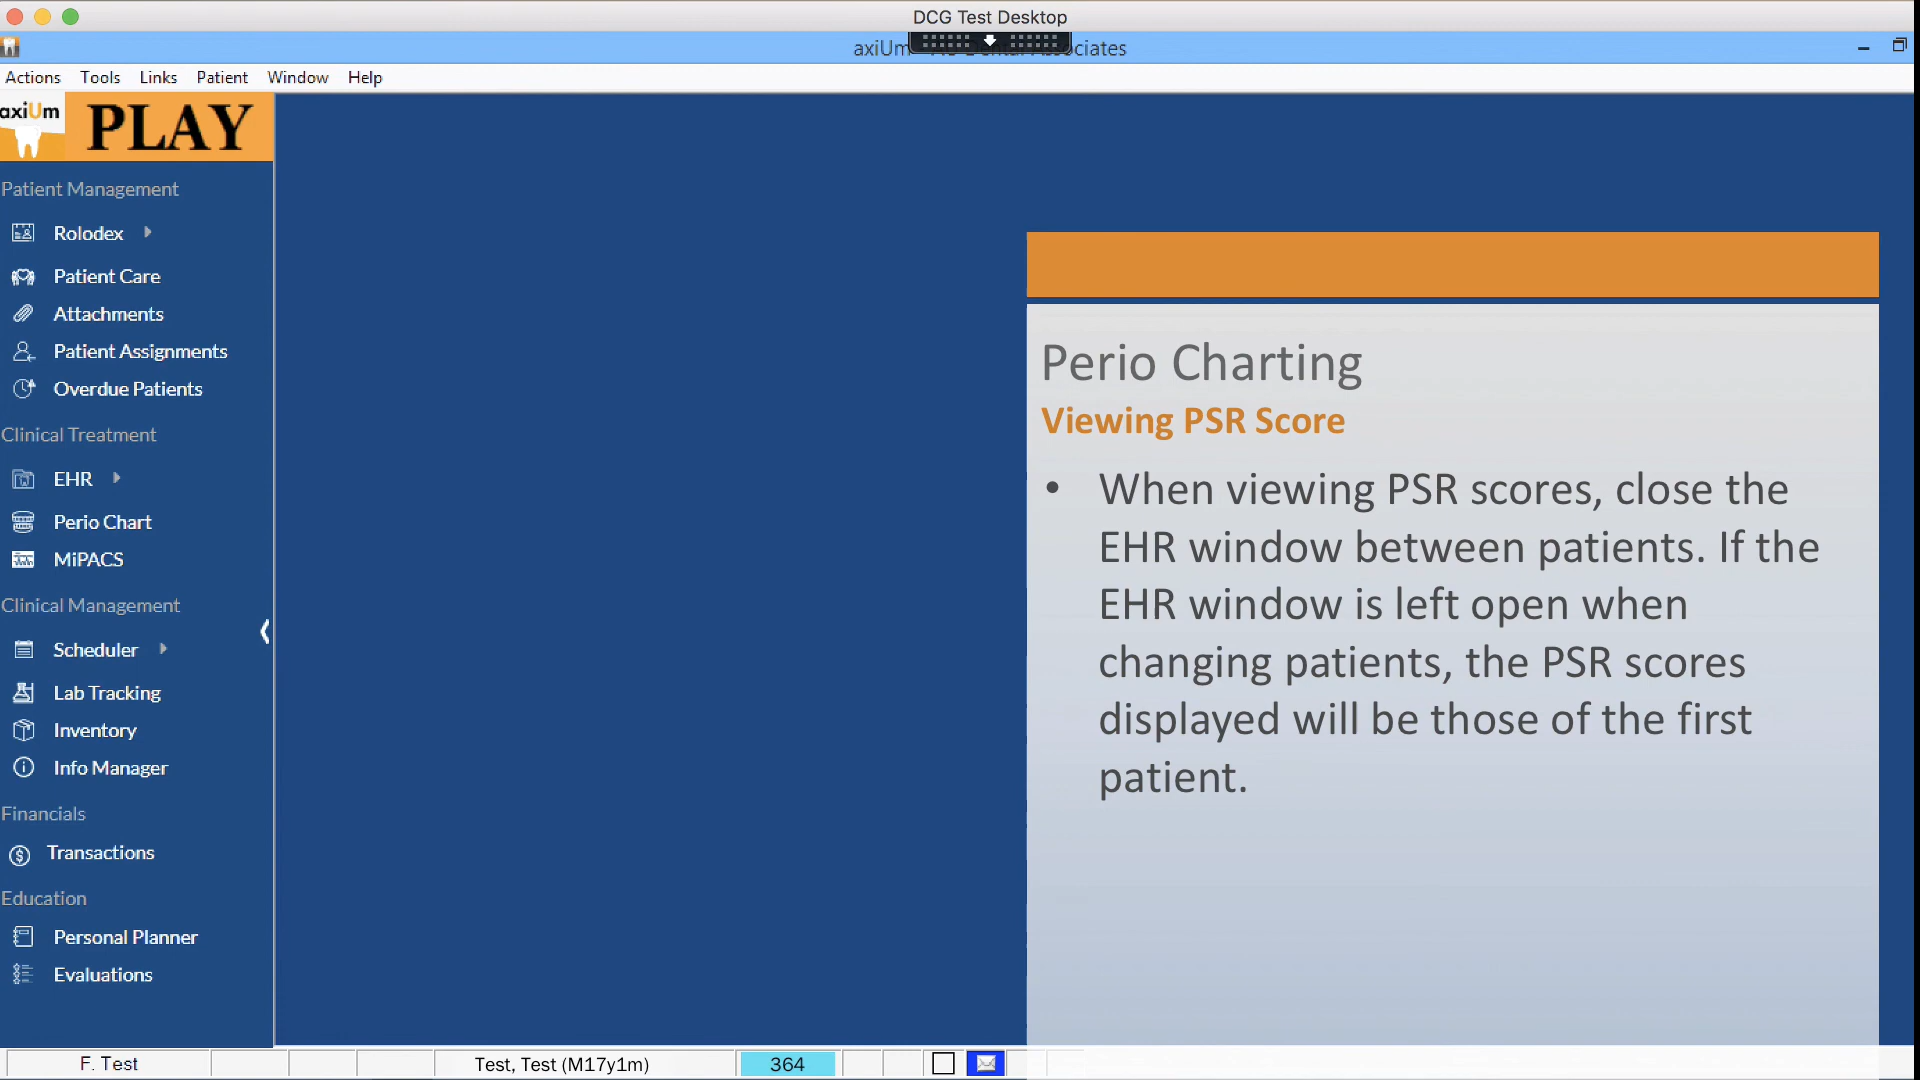 DCG Test Desktop
axiUm
ciates
Actions Tools Links Patient Window Help
axiUm PLAY
Patient Management
Rolodex
Patient Care
Attachments
Patient Assignments
Overdue Patients
Clinical Treatment
EHR
Perio Chart
MiPACS
Clinical Management
Scheduler
Lab Tracking
Inventory
Info Manager
Financials
Transactions
Education
Personal Planner
Evaluations
Perio Charting
Viewing PSR Score
• When viewing PSR scores, close the
EHR window between patients. If the
EHR window is left open when
changing patients, the PSR scores
displayed will be those of the first
patient.
F. Test
Test, Test (M17y1m)
364